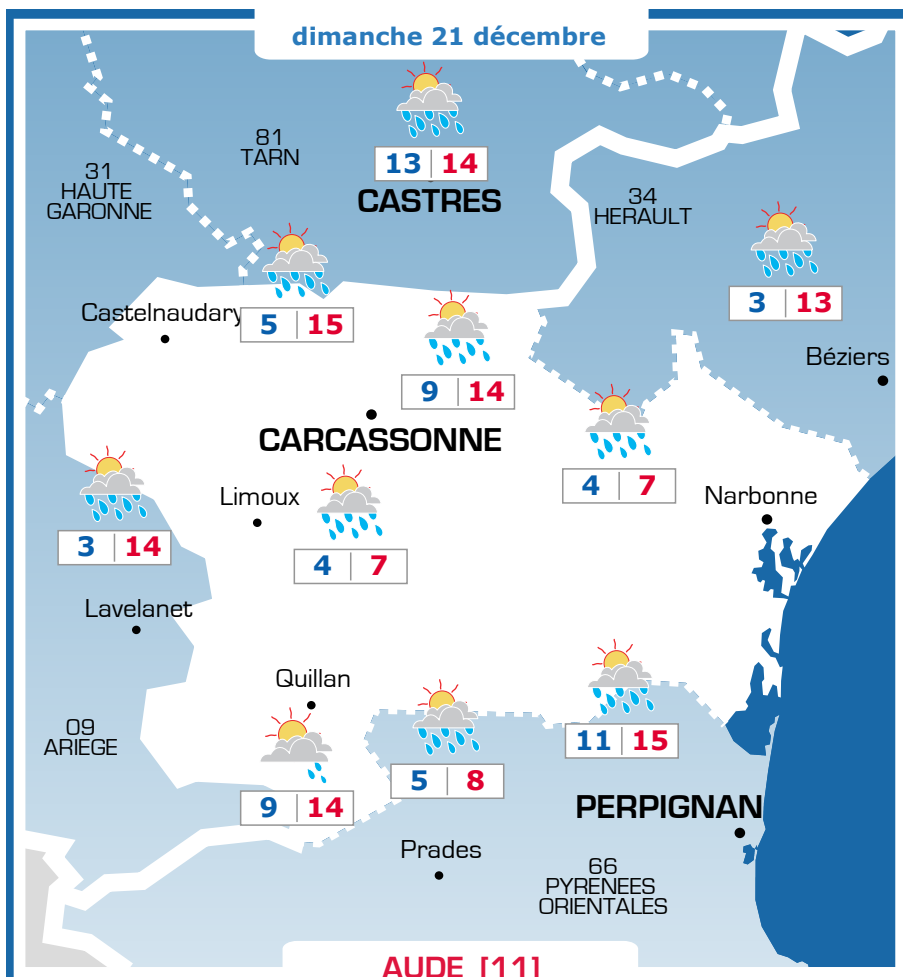 dimanche 21 décembre
81
TARN
13 14
CASTRES
31
HAUTE
GARONNE
34
HERAULT
3 13
Castelnaudary
5 15
Béziers
9 14
CARCASSONNE
4 7
Narbonne
3 14
Limoux
4 7
Lavelanet
Quillan
09
ARIEGE
11 15
5 8
9 14
PERPIGNAN
Prades
66
PYRENEES
ORIENTALES
AUDE [11]